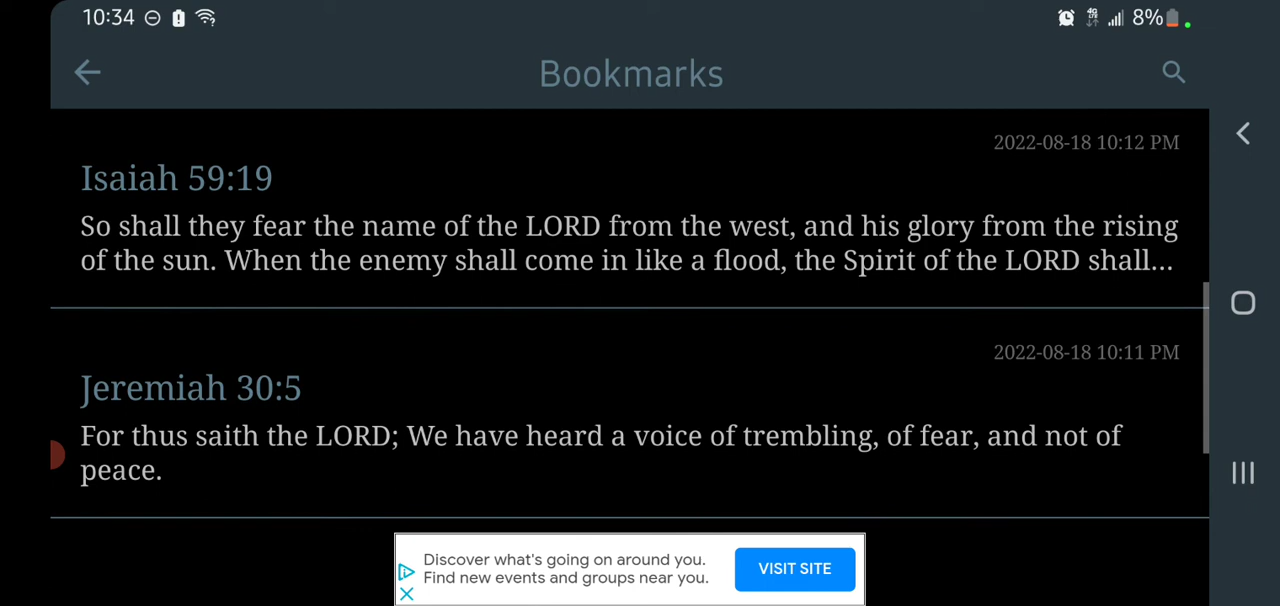 10:34
8%
Bookmarks
2022-08-18 10:12 PM
Isaiah 59:19
So shall they fear the name of the LORD from the west, and his glory from the rising
of the sun. When the enemy shall come in like a flood, the Spirit of the LORD shall...
2022-08-18 10:11 PM
Jeremiah 30:5
For thus saith the LORD; We have heard a voice of trembling, of fear, and not of
peace.
Discover what's going on around you.
Find new events and groups near you.
VISIT SITE